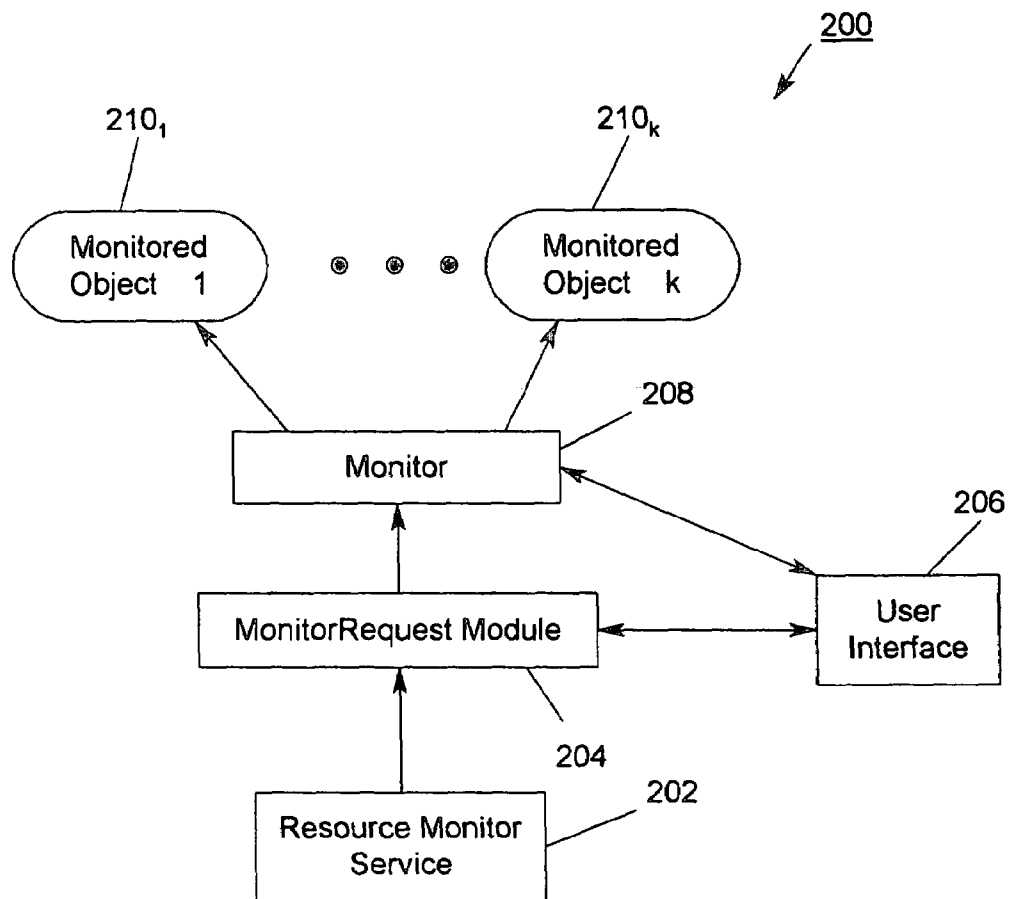 200
210₁
210ₖ
Monitored
Object 1
Monitored
Object k
208
Monitor
206
User
Interface
MonitorRequest Module
204
202
Resource Monitor
Service